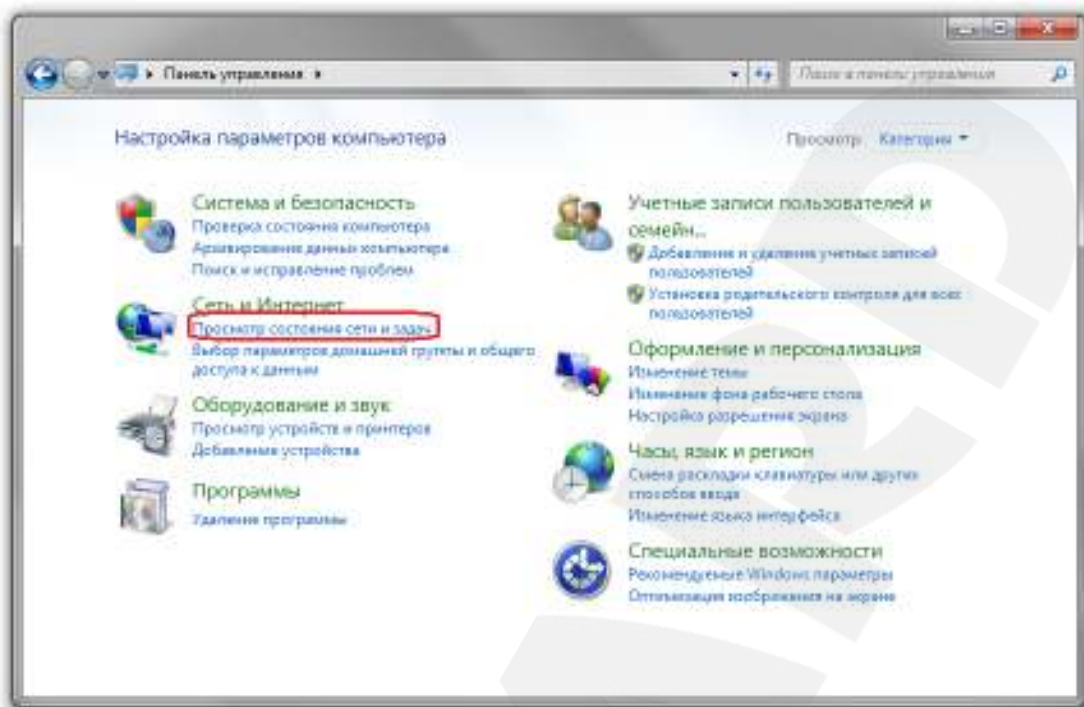 Панель управления
Поиск в панели управления
Настройка параметров компьютера
Просмотр: Категория
Система и безопасность
Проверка состояния компьютера
Архивирование данных компьютера
Поиск и исправление проблем
Сеть и Интернет
Просмотр состояния сети и задач
Выбор параметров домашней группы и общего
доступа к данным
Оборудование и звук
Просмотр устройств и принтеров
Добавление устройства
Программы
Удаление программы
Учетные записи пользователей и
семейн...
Добавление и удаление учетных записей
пользователей
Установка родительского контроля для всех
пользователей
Оформление и персонализация
Изменение темы
Изменение фона рабочего стола
Настройка разрешения экрана
Часы, язык и регион
Смена раскладки клавиатуры или других
способов ввода
Изменение языка интерфейса
Специальные возможности
Рекомендуемые Windows параметры
Оптимизация изображения на экране